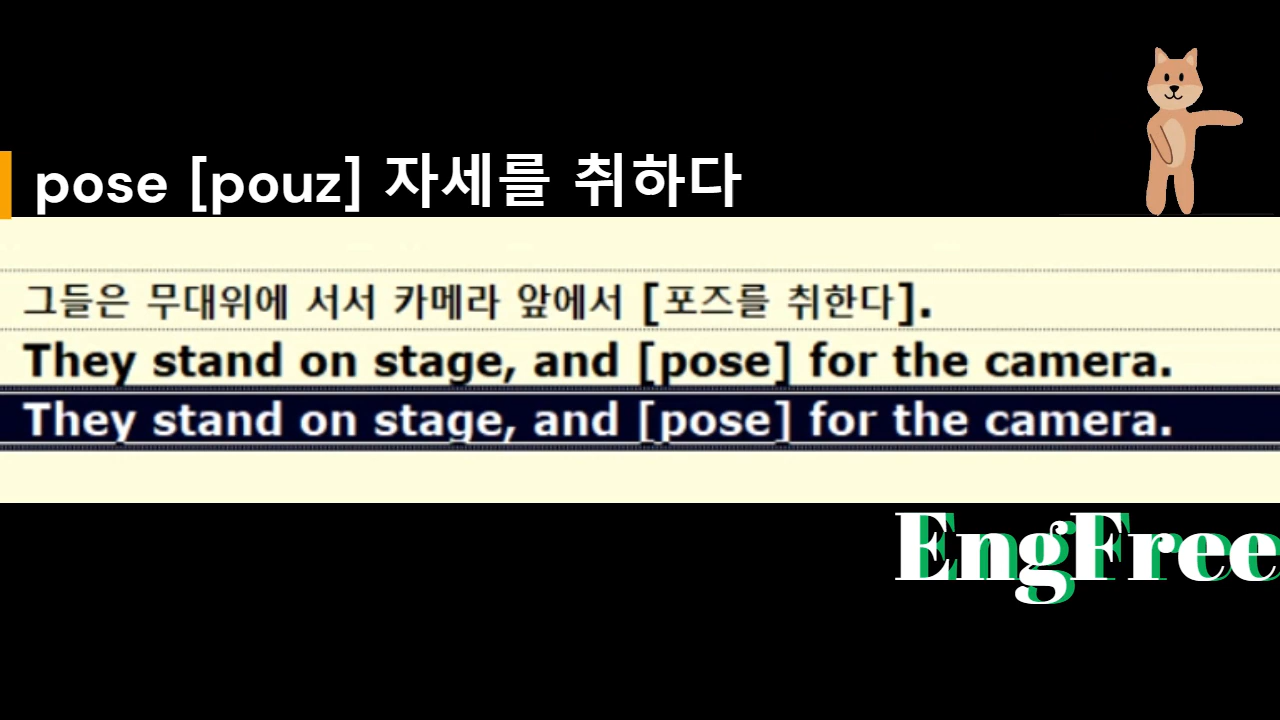 pose [pouz] 자세를 취하다
그들은 무대위에 서서 카메라 앞에서 [포즈를 취한다].
They stand on stage, and [pose] for the camera.
They stand on stage, and [pose] for the camera.
EngFree